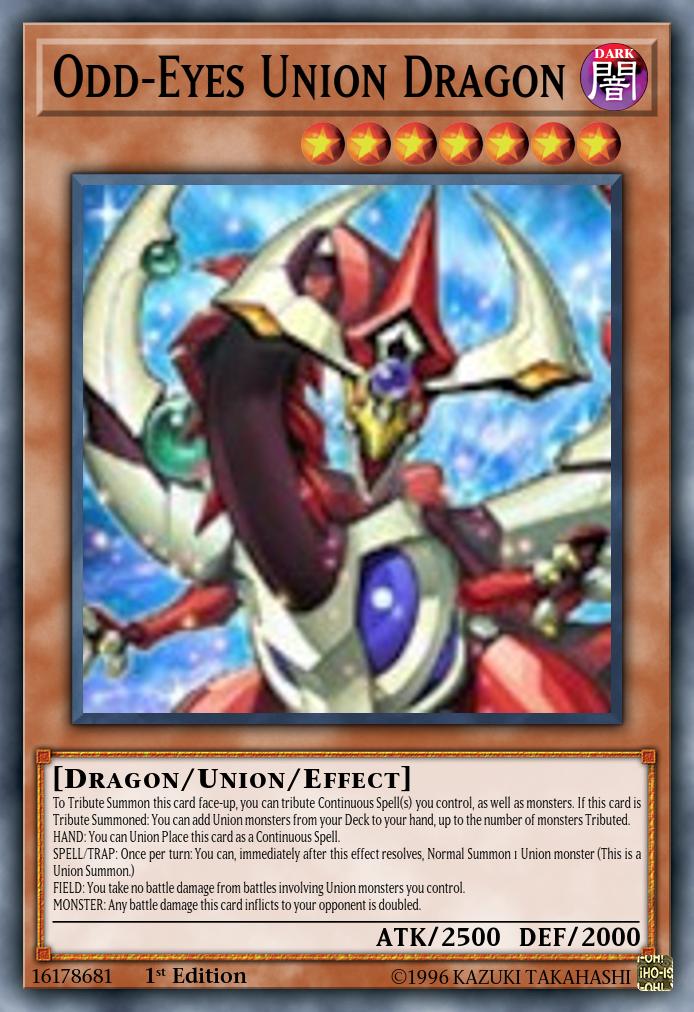 Odd-Eyes Union Dragon
DARK
闇
[Dragon/Union/Effect]
To Tribute Summon this card face-up, you can tribute Continuous Spell(s) you control, as well as monsters. If this card is
Tribute Summoned: You can add Union monsters from your Deck to your hand, up to the number of monsters Tributed.
HAND: You can Union Place this card as a Continuous Spell.
SPELL/TRAP: Once per turn: You can, immediately after this effect resolves, Normal Summon 1 Union monster (This is a
Union Summon.)
FIELD: You take no battle damage from battles involving Union monsters you control.
MONSTER: Any battle damage this card inflicts to your opponent is doubled.
ATK/2500 DEF/2000
16178681 1st Edition ©1996 KAZUKI TAKAHASHI